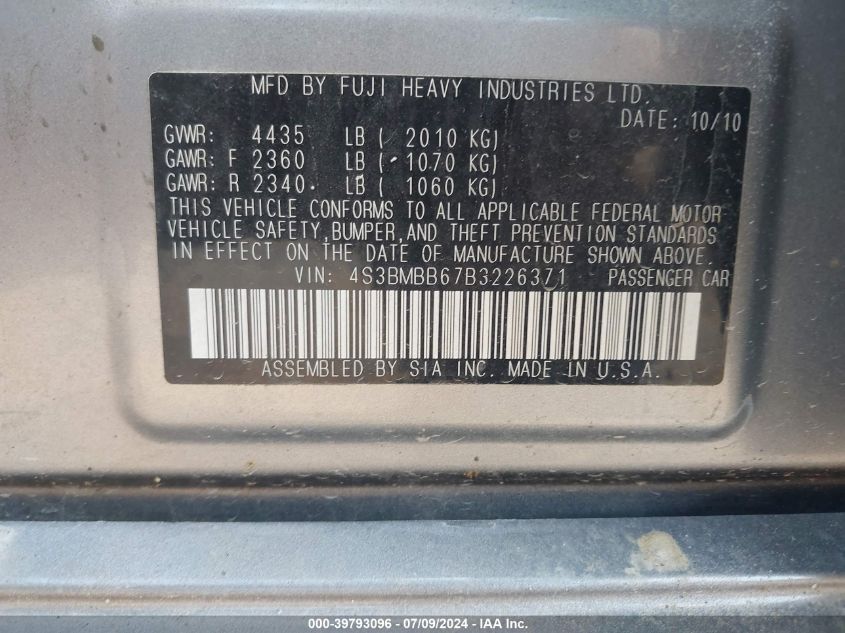 MFD BY FUJI HEAVY INDUSTRIES LTD.
DATE: 10/10
GVWR: 4435 LB ( 2010 KG)
GAWR: F 2360 LB ( 1070 KG)
GAWR: R 2340 LB ( 1060 KG)
THIS VEHICLE CONFORMS TO ALL APPLICABLE FEDERAL MOTOR
VEHICLE SAFETY, BUMPER, AND THEFT PREVENTION STANDARDS
IN EFFECT ON THE DATE OF MANUFACTURE SHOWN ABOVE.
VIN: 4S3BMBB67B3226371 PASSENGER CAR
ASSEMBLED BY SIA INC. MADE IN U.S.A.
000-39793096 - 07/09/2024 - IAA Inc.